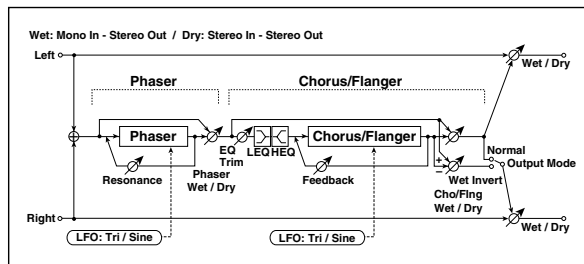 Wet: Mono In - Stereo Out / Dry: Stereo In - Stereo Out
Left
Wet / Dry
Phaser
Chorus/Flanger
Phaser
EQ
Trim
LEQ
HEQ
Chorus/Flanger
Normal
Output Mode
Resonance
Phaser
Wet / Dry
Feedback
+
−
Wet Invert
Cho/Flng
Wet / Dry
Right
Wet / Dry
LFO: Tri / Sine
LFO: Tri / Sine